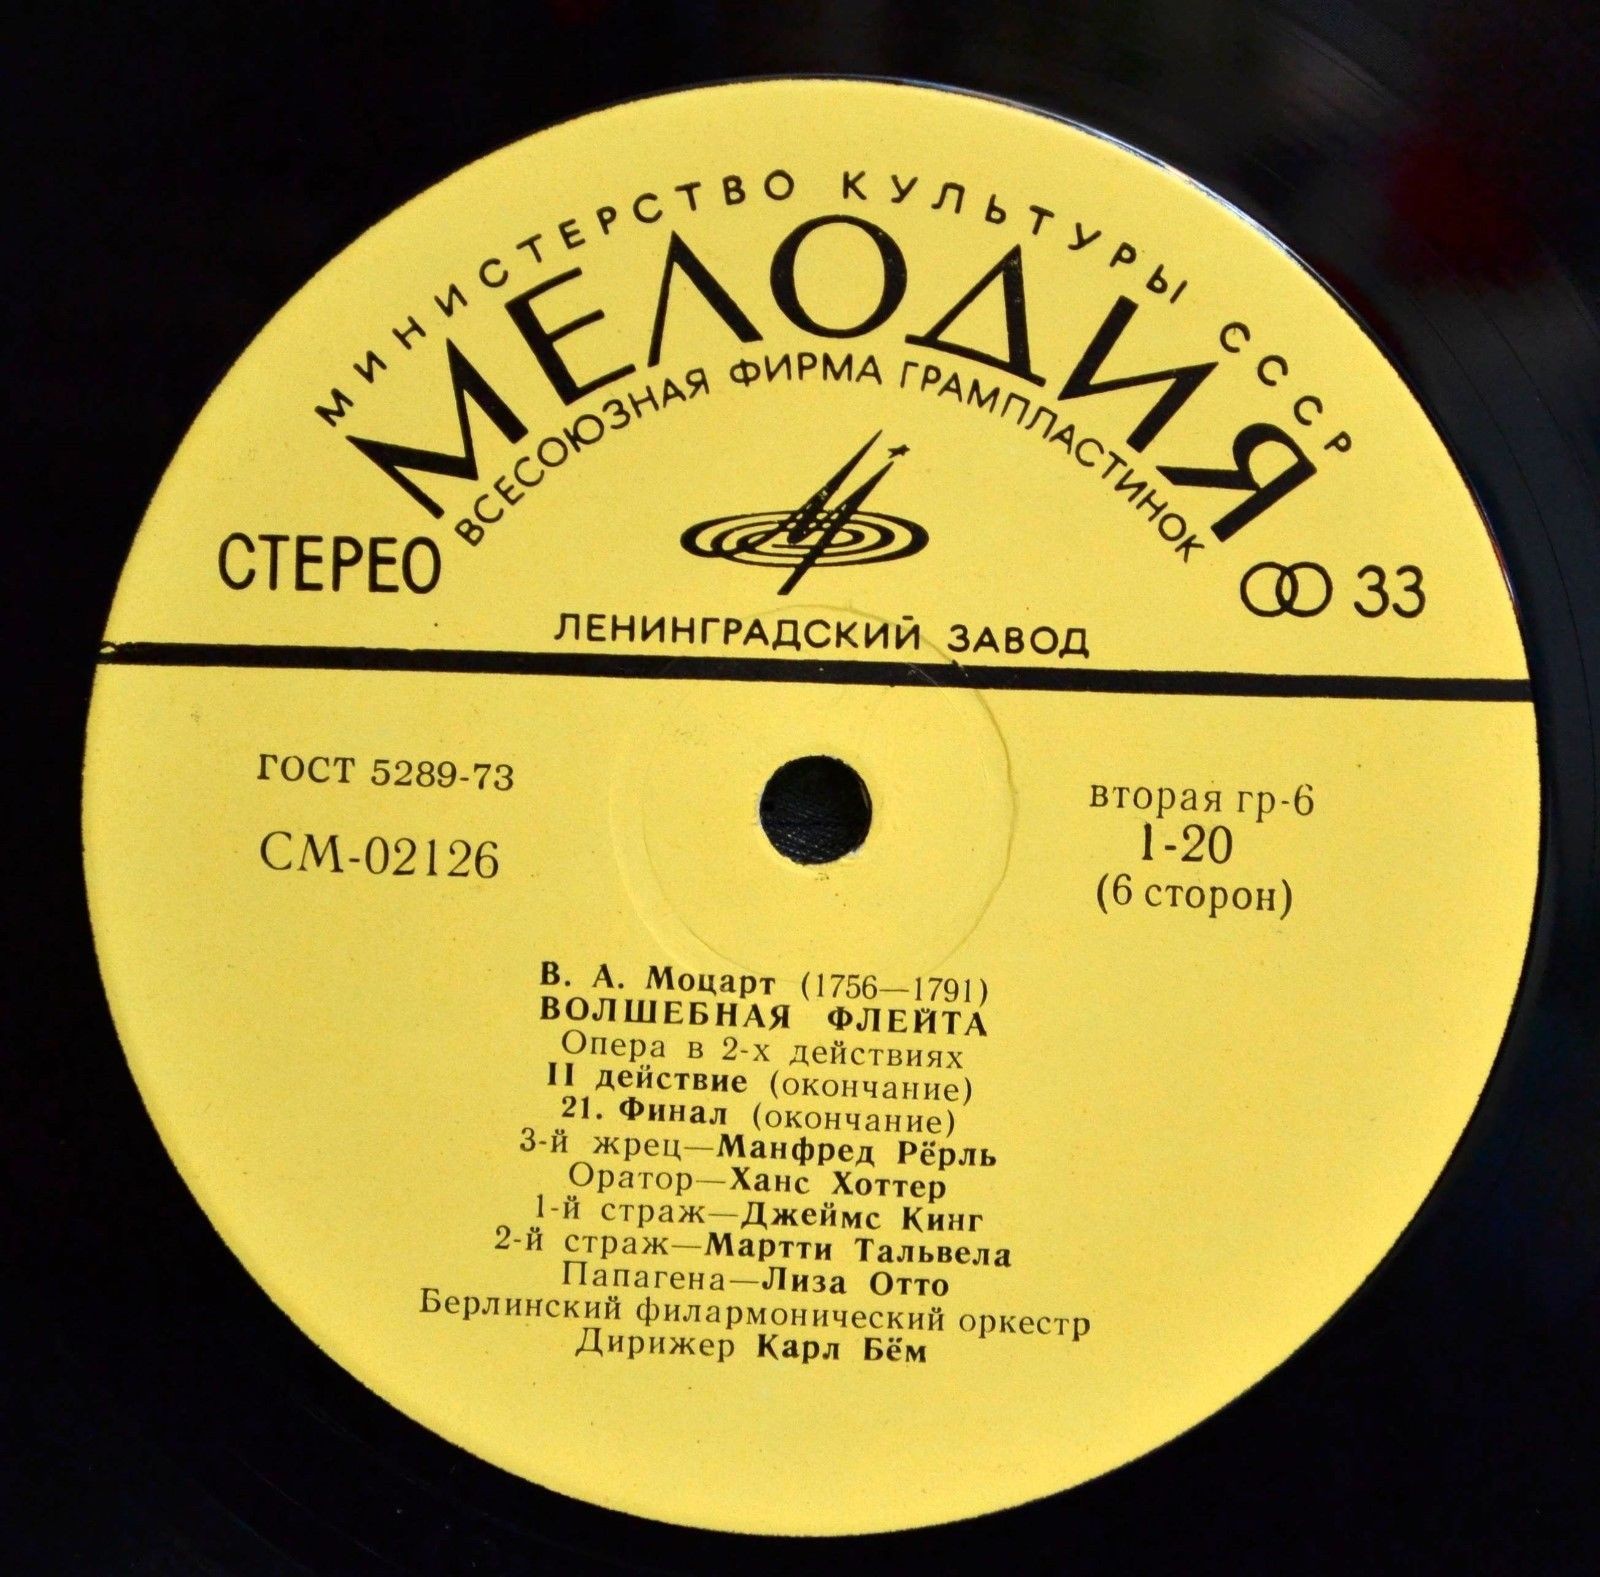 МИНИСТЕРСТВО КУЛЬТУРЫ СССР
МЕЛОДИЯ
ВСЕСОЮЗНАЯ ФИРМА ГРАМПЛАСТИНОК
СТЕРЕО
33
ЛЕНИНГРАДСКИЙ ЗАВОД
ГОСТ 5289-73
СМ-02126
вторая гр-6
1-20
(6 сторон)
В. А. Моцарт (1756—1791)
ВОЛШЕБНАЯ ФЛЕЙТА
Опера в 2-х действиях
II действие (окончание)
21. Финал (окончание)
3-й жрец—Манфред Рёрль
Оратор—Ханс Хоттер
1-й страж—Джеймс Кинг
2-й страж—Мартти Тальвела
Папагена—Лиза Отто
Берлинский филармонический оркестр
Дирижер Карл Бём